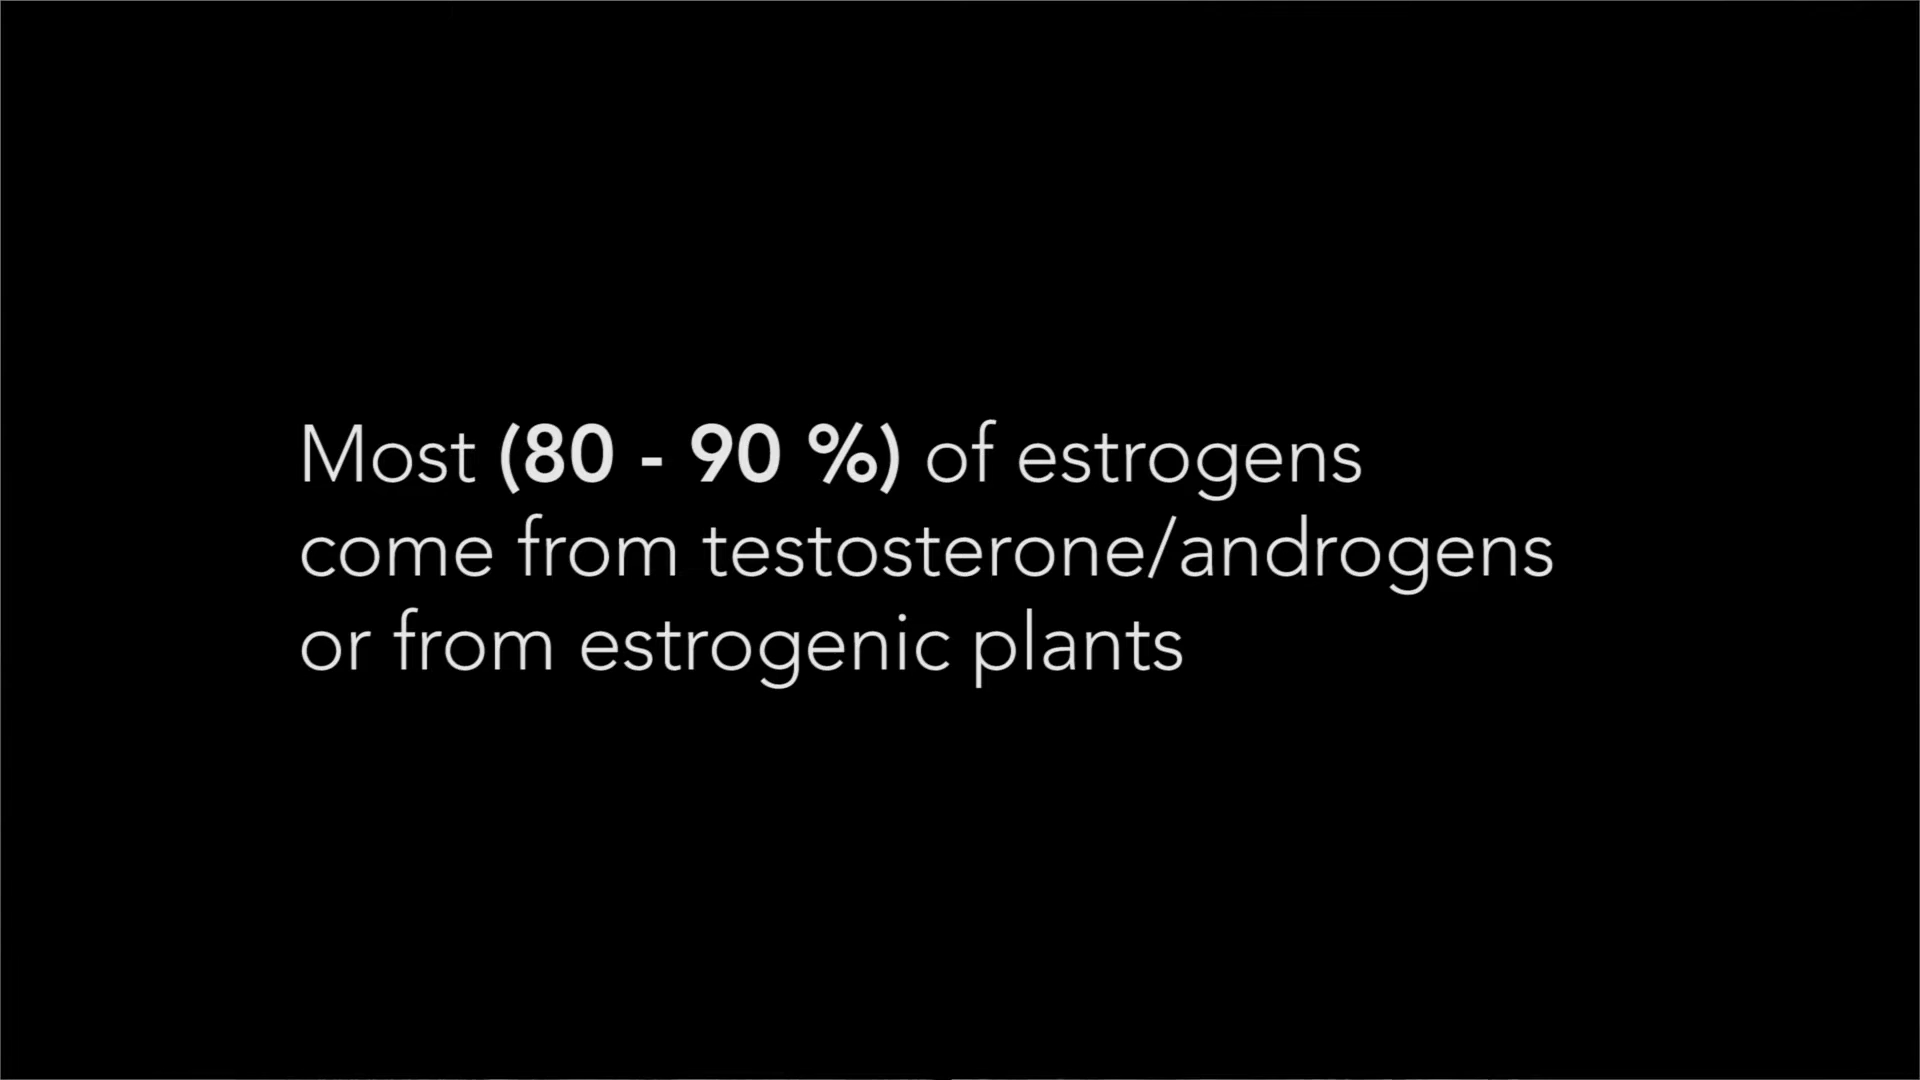 Most (80 - 90 %) of estrogens
come from testosterone/androgens
or from estrogenic plants